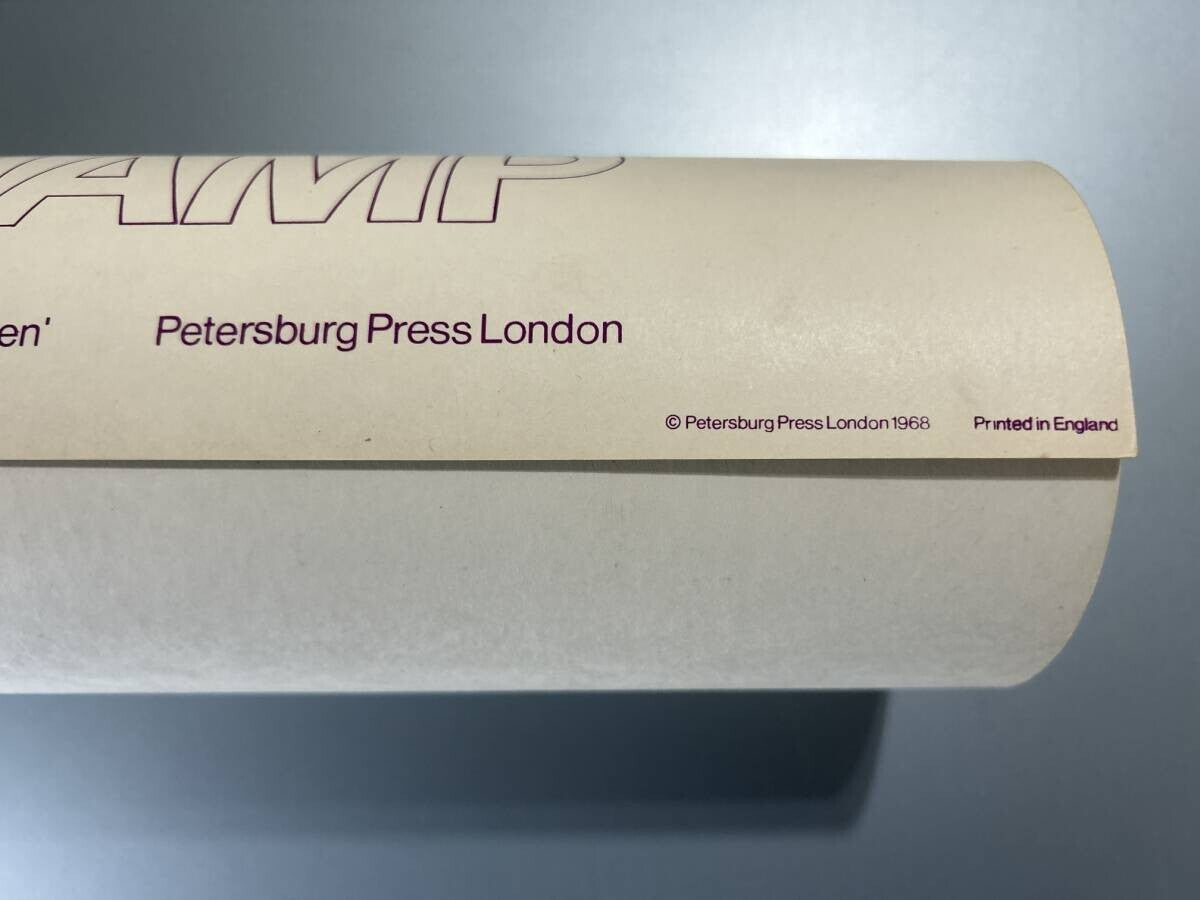 AMP
en' Petersburg Press London
© Petersburg Press London 1968 Printed in England